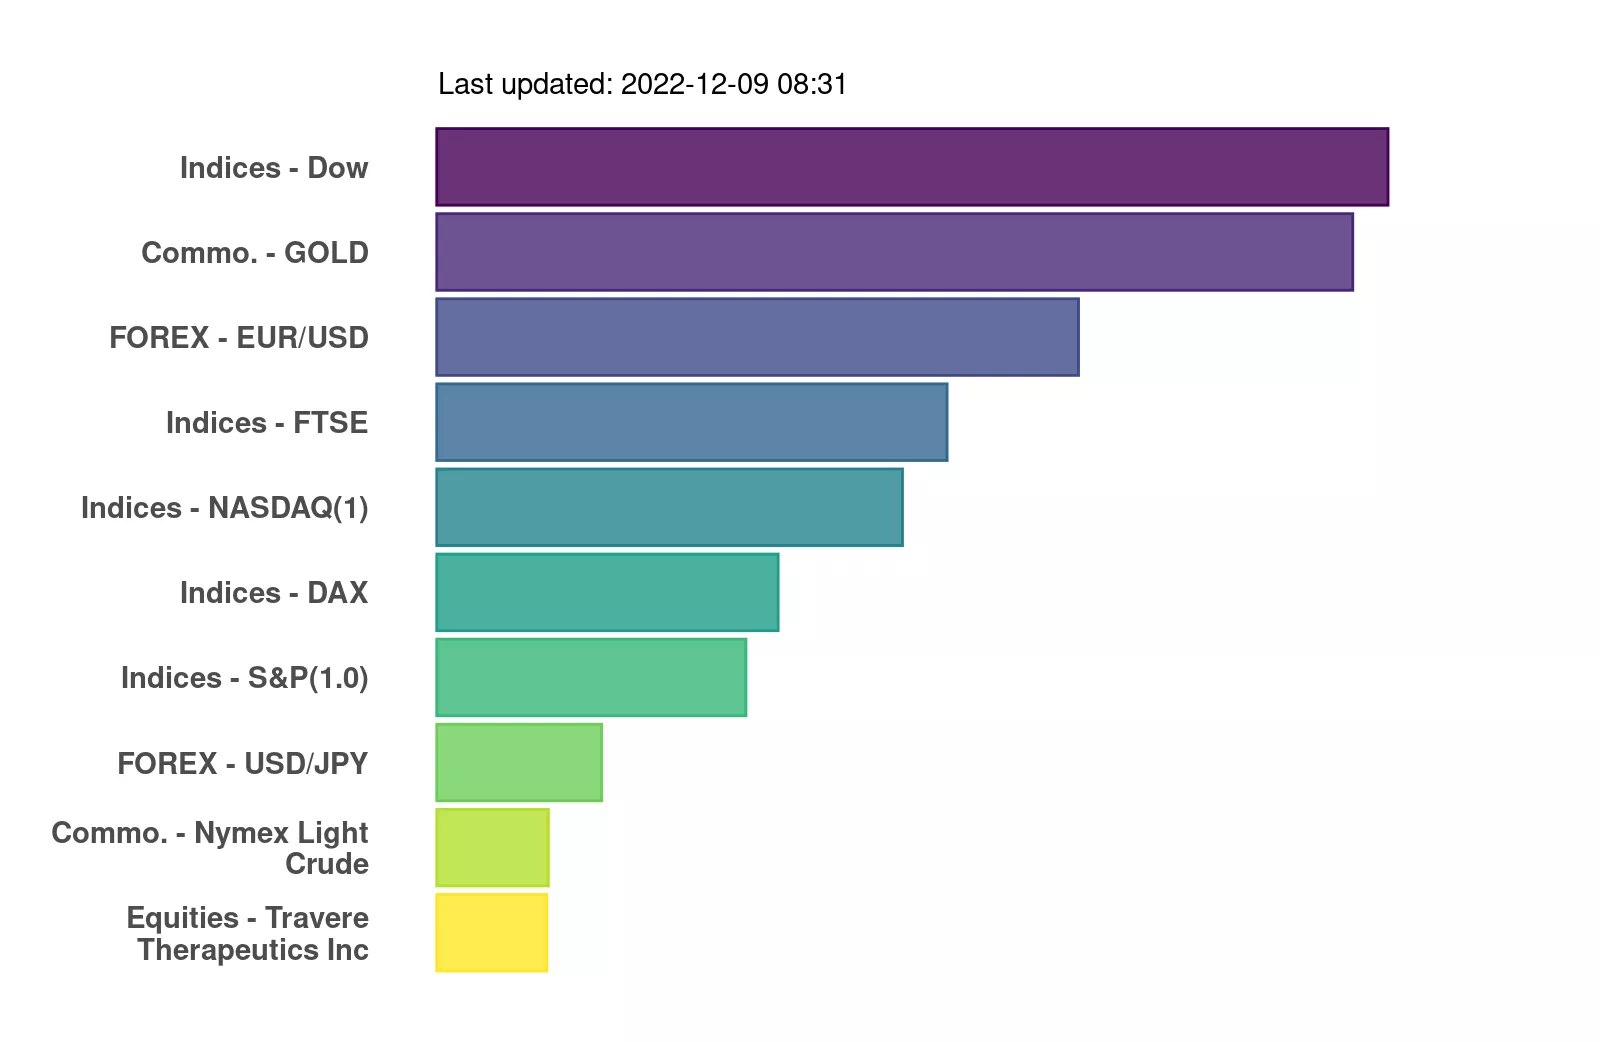 Last updated: 2022-12-09 08:31
Indices - Dow
Commo. - GOLD
FOREX - EUR/USD
Indices - FTSE
Indices - NASDAQ(1)
Indices - DAX
Indices - S&P(1.0)
FOREX - USD/JPY
Commo. - Nymex Light
Crude
Equities - Travere
Therapeutics Inc